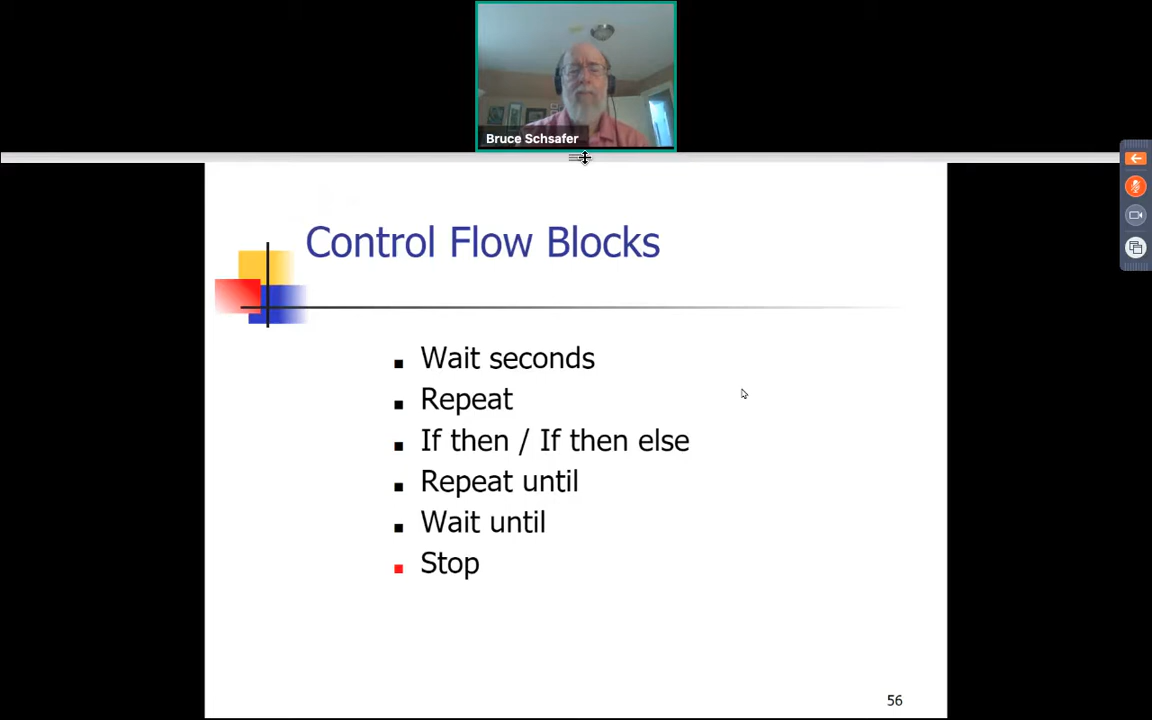 Bruce Schsafer
Control Flow Blocks
Wait seconds
Repeat
If then / If then else
Repeat until
Wait until
Stop
56